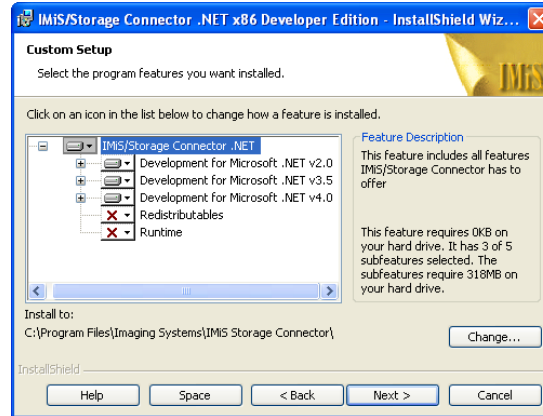 IMiS/Storage Connector .NET x86 Developer Edition - InstallShield Wiz...
Custom Setup
Select the program features you want installed.
IMiS
Click on an icon in the list below to change how a feature is installed.
IMiS/Storage Connector .NET
Development for Microsoft .NET v2.0
Development for Microsoft .NET v3.5
Development for Microsoft .NET v4.0
Redistributables
Runtime
Feature Description
This feature includes all features
IMiS/Storage Connector has to
offer
This feature requires 0KB on
your hard drive. It has 3 of 5
subfeatures selected. The
subfeatures require 318MB on
your hard drive.
Install to:
C:\Program Files\Imaging Systems\IMiS Storage Connector\
Change...
InstallShield
Help
Space
< Back
Next >
Cancel